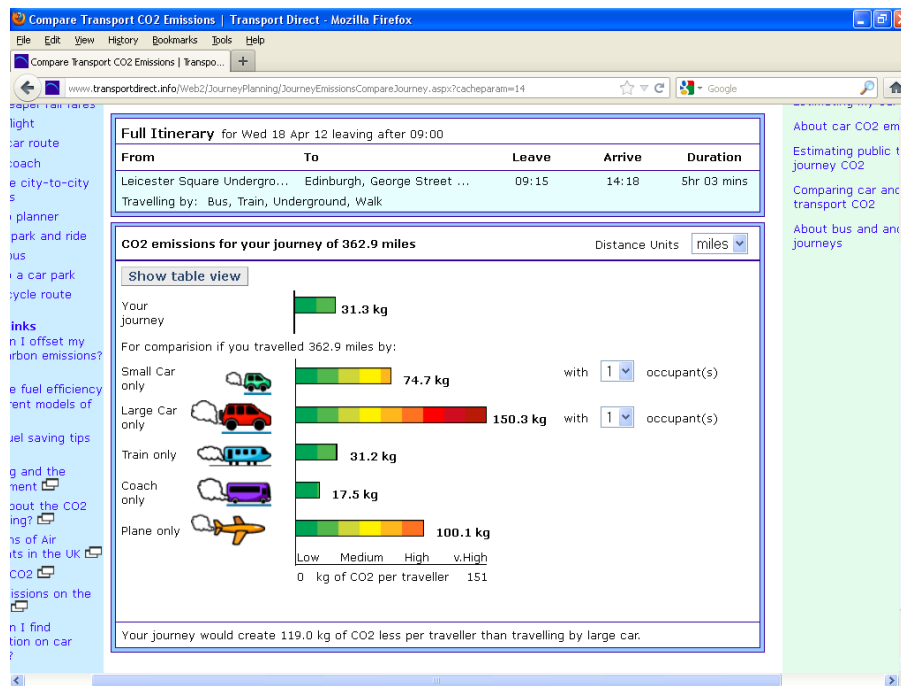 Compare Transport CO2 Emissions | Transport Direct - Mozilla Firefox
File Edit View History Bookmarks Tools Help
Compare Transport CO2 Emissions | Transpo... +
www.transportdirect.info/Web2/JourneyPlanning/JourneyEmissionsCompareJourney.aspx?cacheparam=14 Google
light
car route
coach
e city-to-city
s
planner
park and ride
ous
o a car park
cycle route
inks
n I offset my
arbon emissions?
e fuel efficiency
rent models of
uel saving tips
g and the
ment
bout the CO2
ing?
ns of Air
ts in the UK
CO2
issions on the
n I find
tion on car
?
Full Itinerary for Wed 18 Apr 12 leaving after 09:00
From To Leave Arrive Duration
Leicester Square Undergro... Edinburgh, George Street ... 09:15 14:18 5hr 03 mins
Travelling by: Bus, Train, Underground, Walk
CO2 emissions for your journey of 362.9 miles Distance Units miles
Show table view
Your
journey 31.3 kg
For comparision if you travelled 362.9 miles by:
Small Car
only 74.7 kg with 1 occupant(s)
Large Car
only 150.3 kg with 1 occupant(s)
Train only 31.2 kg
Coach
only 17.5 kg
Plane only 100.1 kg
Low Medium High v.High
0 kg of CO2 per traveller 151
Your journey would create 119.0 kg of CO2 less per traveller than travelling by large car.
About car CO2 em
Estimating public t
journey CO2
Comparing car and
transport CO2
About bus and and
journeys